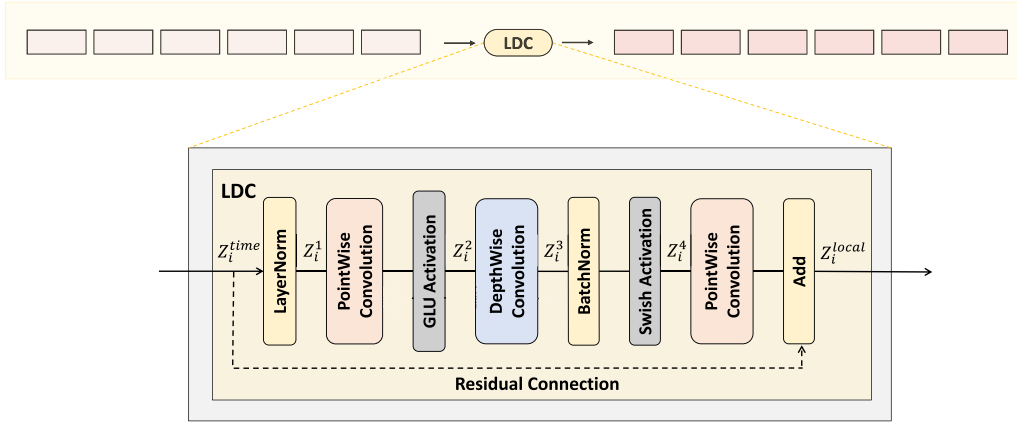 LDC
LDC
Z_i^{time}
LayerNorm
Z_i^1
PointWise
Convolution
GLU Activation
Z_i^2
DepthWise
Convolution
Z_i^3
BatchNorm
Swish Activation
Z_i^4
PointWise
Convolution
Add
Z_i^{local}
Residual Connection